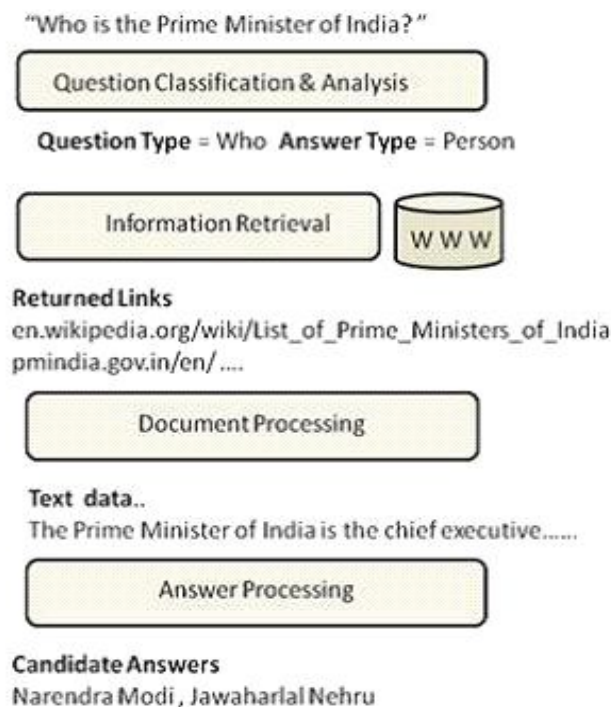 "Who is the Prime Minister of India?"
Question Classification & Analysis
Question Type = Who Answer Type = Person
Information Retrieval
W W W
Returned Links
en.wikipedia.org/wiki/List_of_Prime_Ministers_of_India
pmindia.gov.in/en/....
Document Processing
Text data..
The Prime Minister of India is the chief executive......
Answer Processing
Candidate Answers
Narendra Modi, Jawaharlal Nehru